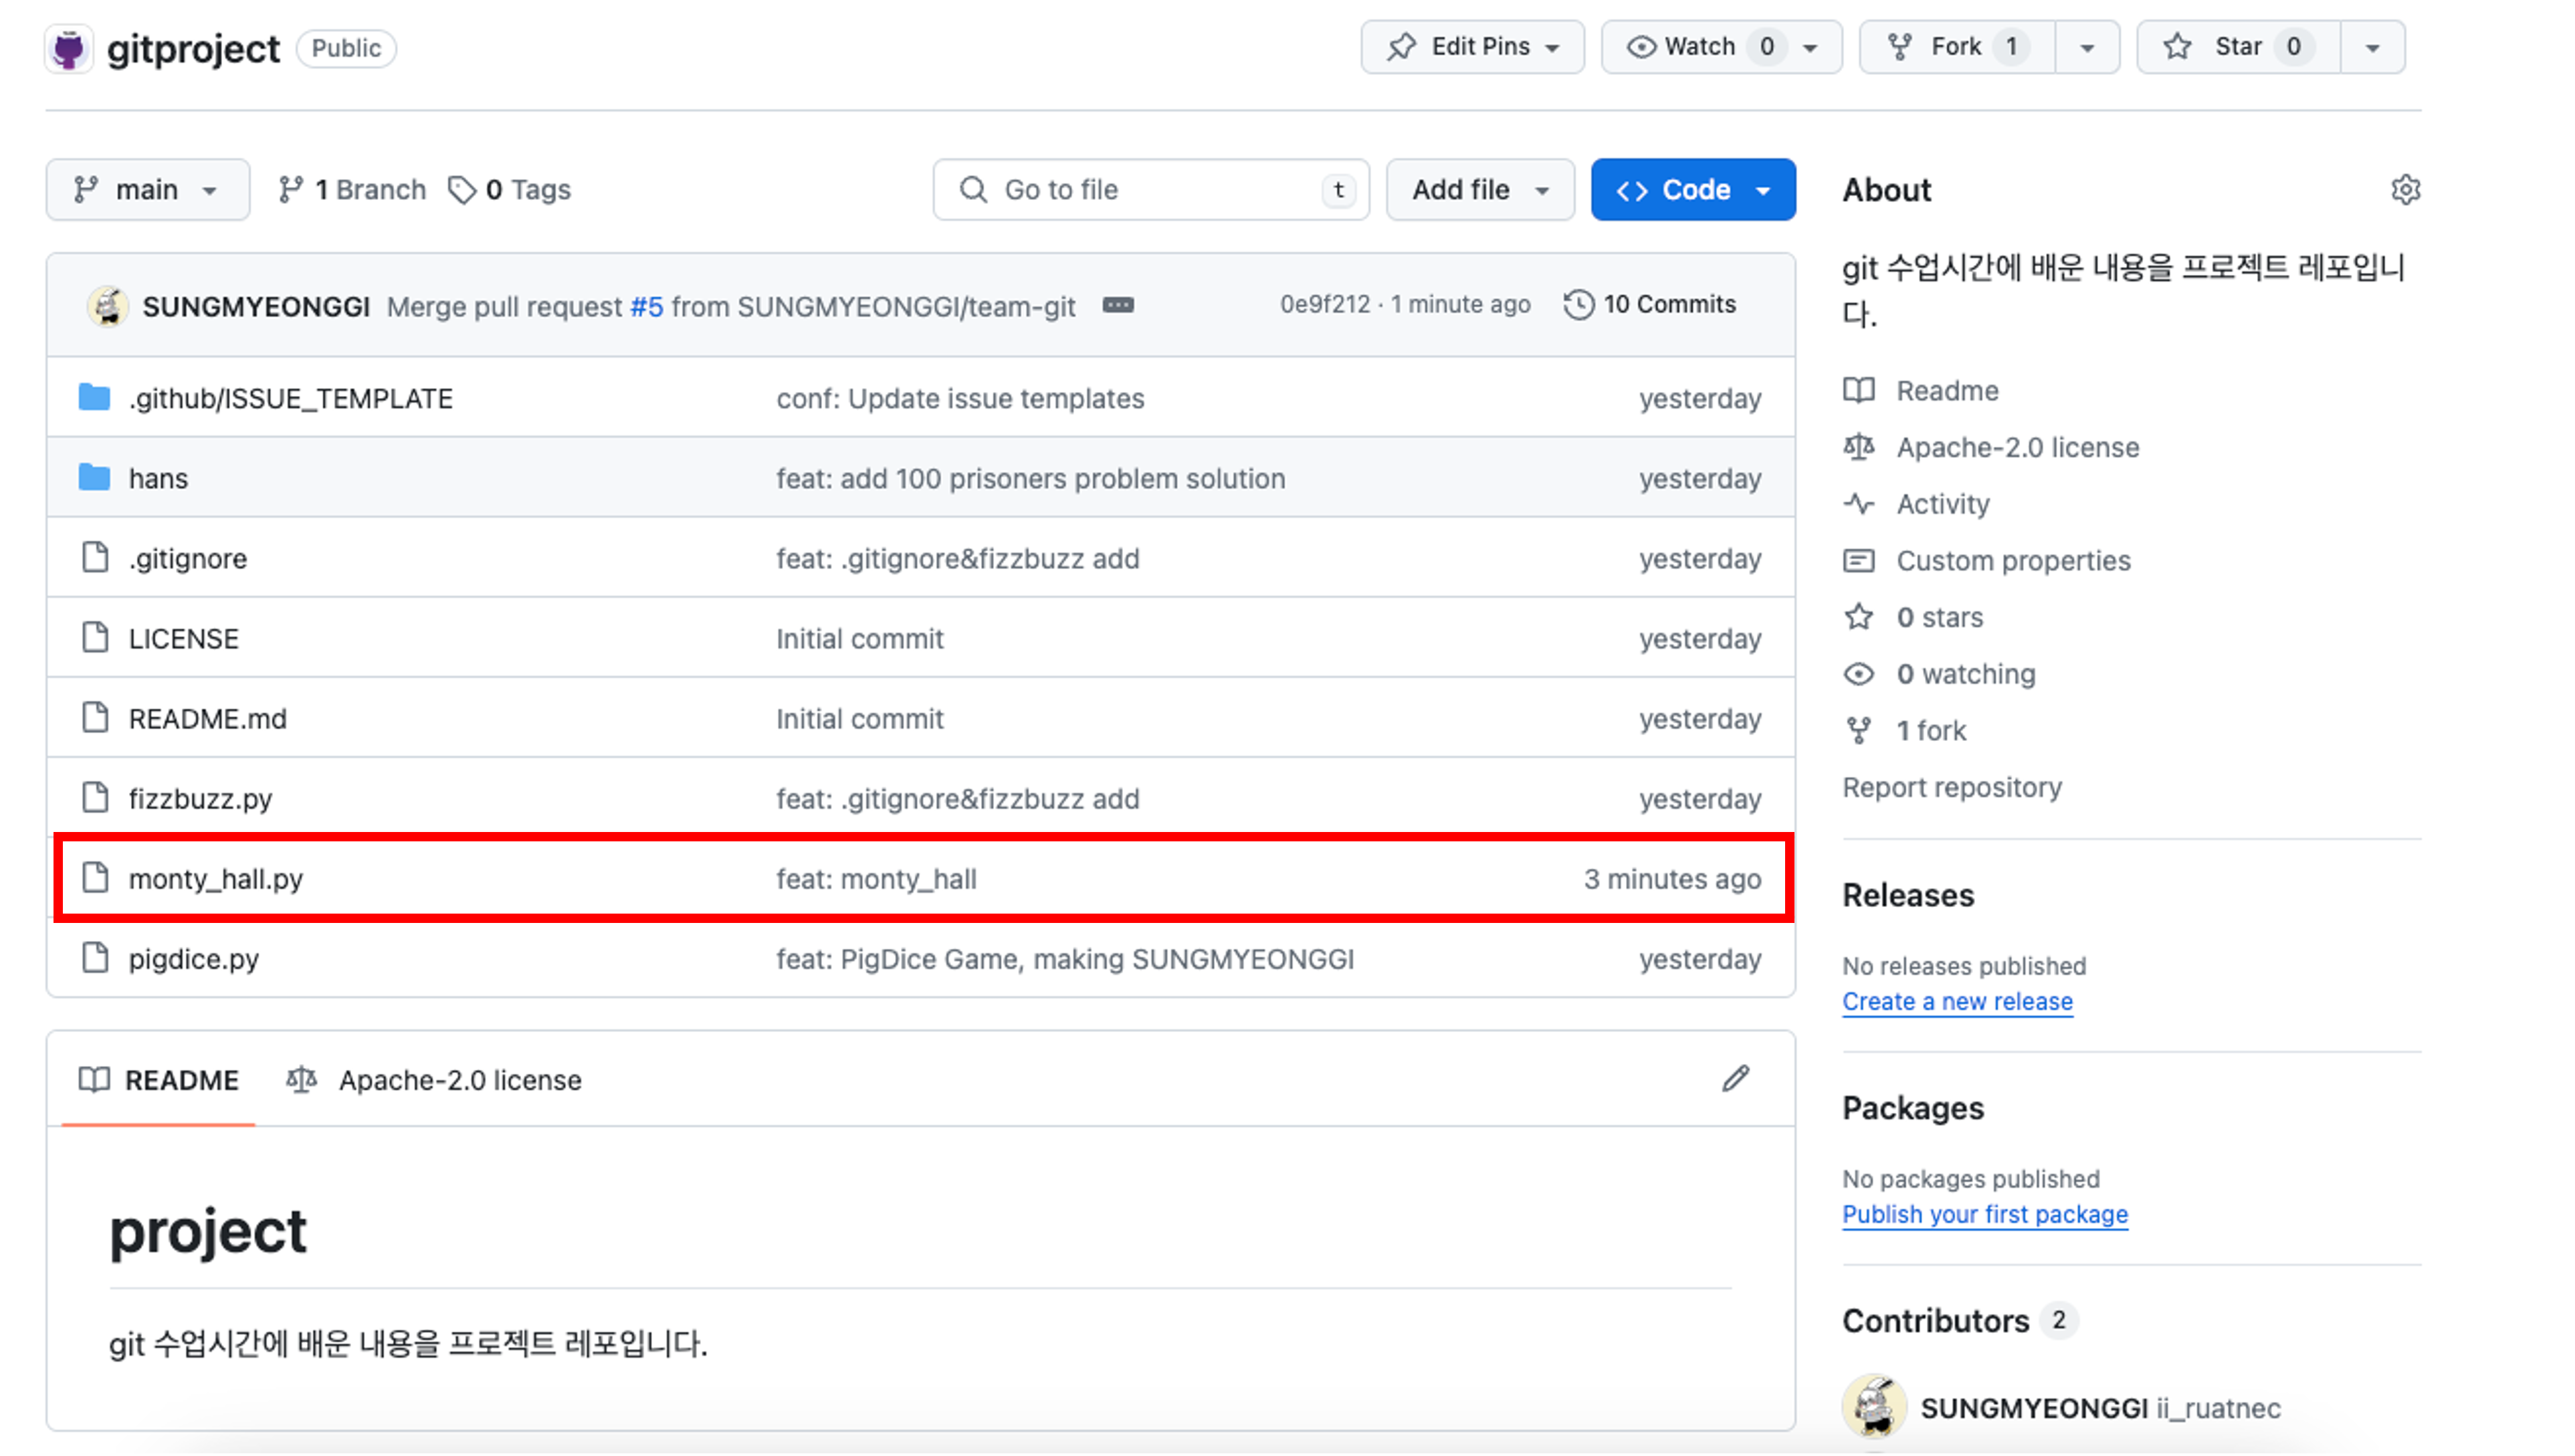 gitproject Public Edit Pins Watch 0 Fork 1 Star 0
main 1 Branch 0 Tags Go to file t Add file Code
SUNGMYEONGGI Merge pull request #5 from SUNGMYEONGGI/team-git 0e9f212 · 1 minute ago 10 Commits
.github/ISSUE_TEMPLATE conf: Update issue templates yesterday
hans feat: add 100 prisoners problem solution yesterday
.gitignore feat: .gitignore&fizzbuzz add yesterday
LICENSE Initial commit yesterday
README.md Initial commit yesterday
fizzbuzz.py feat: .gitignore&fizzbuzz add yesterday
monty_hall.py feat: monty_hall 3 minutes ago
pigdice.py feat: PigDice Game, making SUNGMYEONGGI yesterday
README Apache-2.0 license
project
git 수업시간에 배운 내용을 프로젝트 레포입니다.
About
git 수업시간에 배운 내용을 프로젝트 레포입니
다.
Readme
Apache-2.0 license
Activity
Custom properties
0 stars
0 watching
1 fork
Report repository
Releases
No releases published
Create a new release
Packages
No packages published
Publish your first package
Contributors 2
SUNGMYEONGGI ii_ruatnec